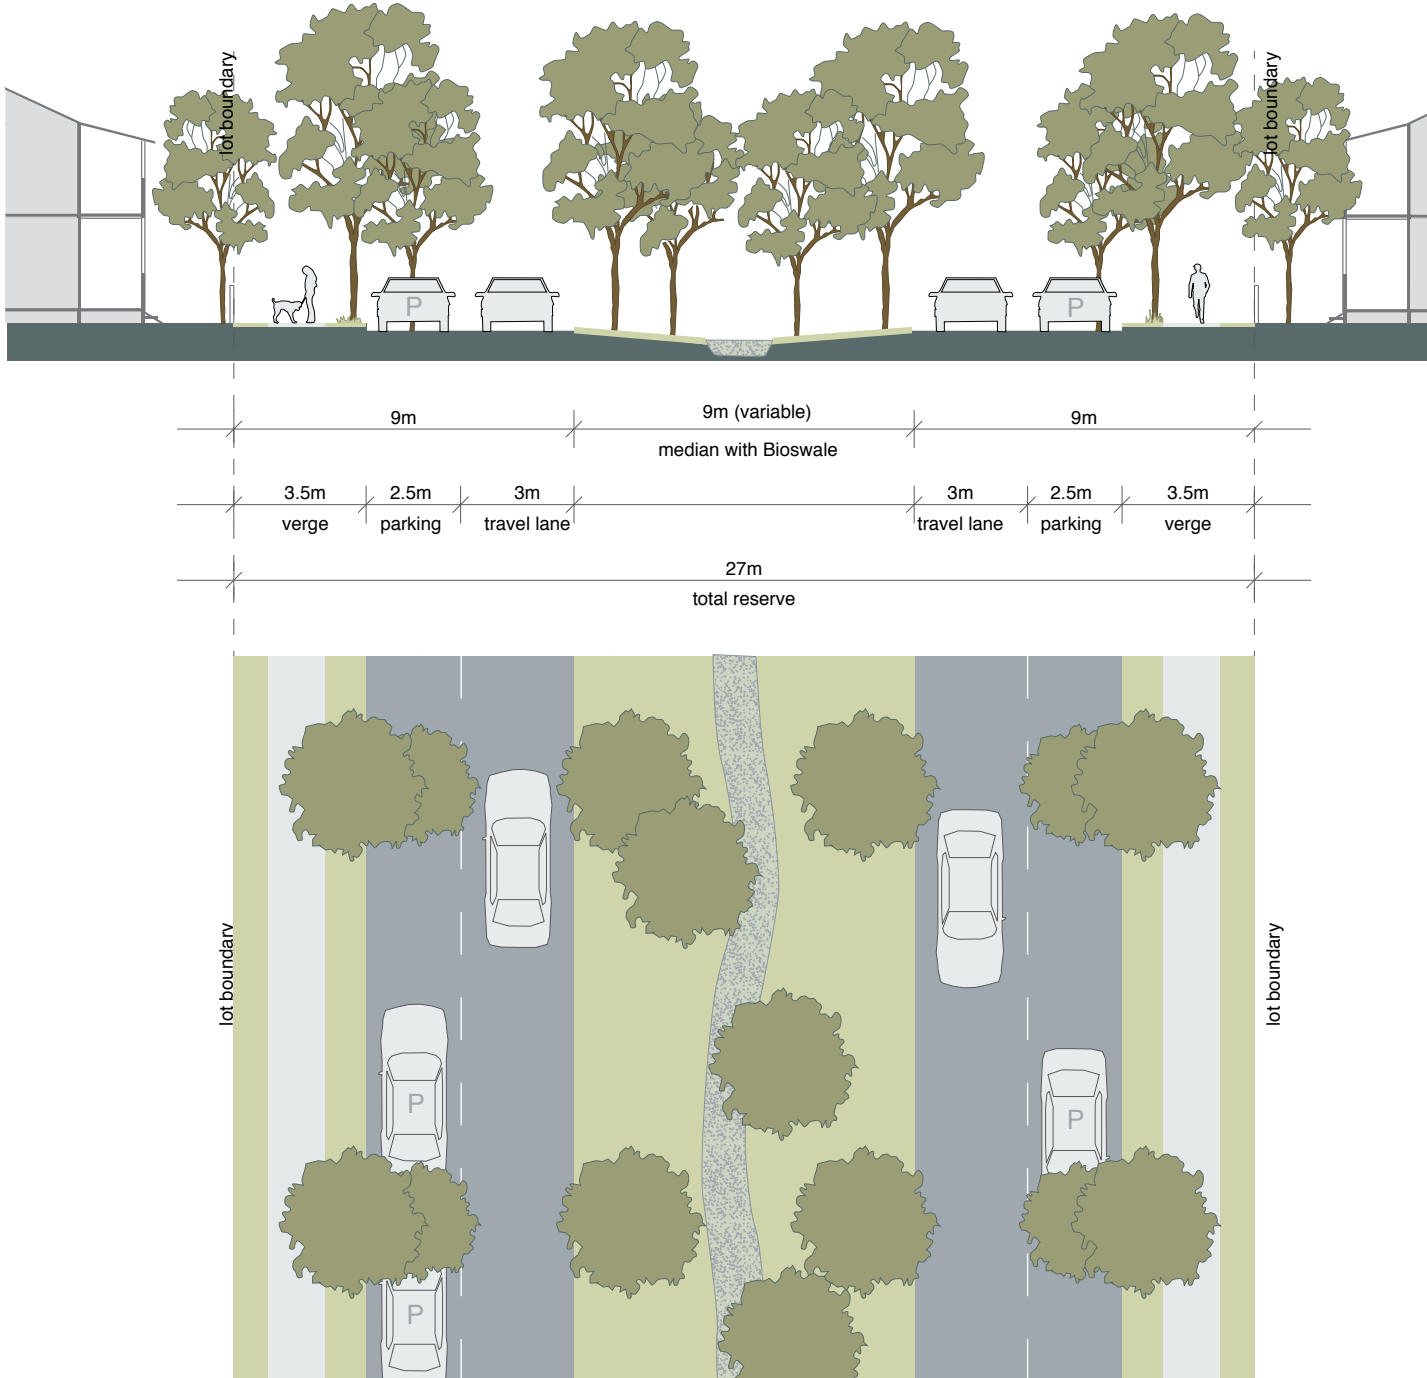 lot boundary
lot boundary
P
P
9m
9m (variable)
9m
median with Bioswale
3.5m
2.5m
3m
3m
2.5m
3.5m
verge
parking
travel lane
travel lane
parking
verge
27m
total reserve
lot boundary
lot boundary
P
P
P